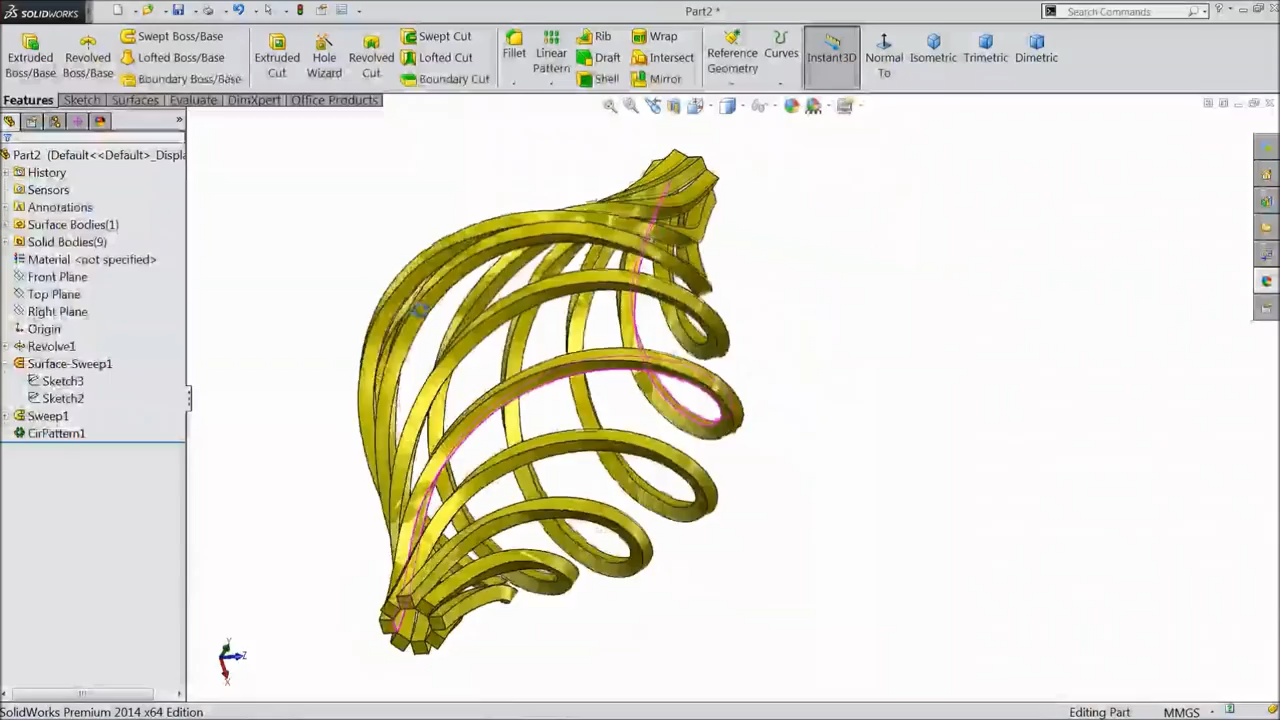 SOLIDWORKS
Part2 *
Search Commands
Extruded Boss/Base
Revolved Boss/Base
Swept Boss/Base
Lofted Boss/Base
Boundary Boss/Base
Extruded Cut
Hole Wizard
Revolved Cut
Swept Cut
Lofted Cut
Boundary Cut
Fillet
Linear Pattern
Rib
Draft
Shell
Wrap
Intersect
Mirror
Reference Geometry
Curves
Instant3D
Normal To
Isometric
Trimetric
Dimetric
Features
Sketch
Surfaces
Evaluate
DimXpert
Office Products
Part2 (Default<<Default>_Displa
History
Sensors
Annotations
Surface Bodies(1)
Solid Bodies(9)
Material <not specified>
Front Plane
Top Plane
Right Plane
Origin
Revolve1
Surface-Sweep1
Sketch3
Sketch2
Sweep1
CirPattern1
Y
Z
X
SolidWorks Premium 2014 x64 Edition
Editing Part
MMGS